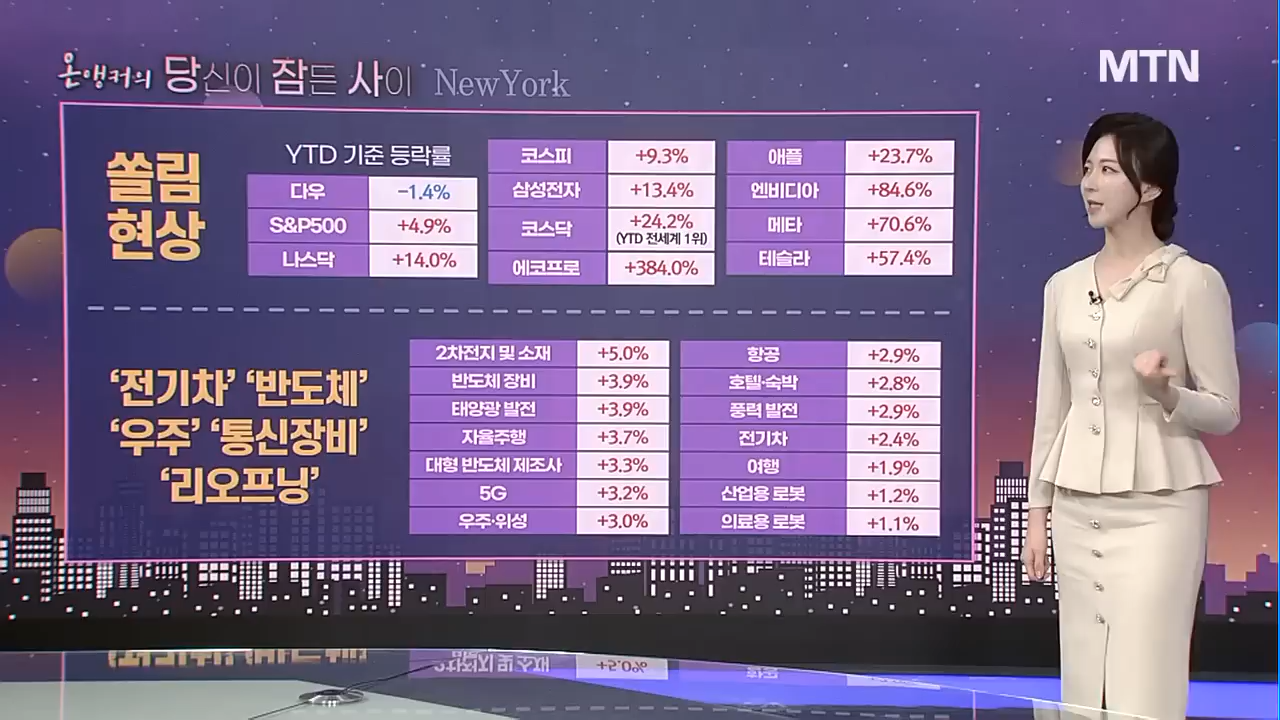 온앵커의 당신이 잠든 사이 NewYork
MTN
쏠림
현상
YTD 기준 등락률
다우 -1.4%
S&P500 +4.9%
나스닥 +14.0%
코스피 +9.3%
삼성전자 +13.4%
코스닥 +24.2%
(YTD 전세계 1위)
에코프로 +384.0%
애플 +23.7%
엔비디아 +84.6%
메타 +70.6%
테슬라 +57.4%
‘전기차’ ‘반도체’
‘우주’ ‘통신장비’
‘리오프닝’
2차전지 및 소재 +5.0%
반도체 장비 +3.9%
태양광 발전 +3.9%
자율주행 +3.7%
대형 반도체 제조사 +3.3%
5G +3.2%
우주·위성 +3.0%
항공 +2.9%
호텔·숙박 +2.8%
풍력 발전 +2.9%
전기차 +2.4%
여행 +1.9%
산업용 로봇 +1.2%
의료용 로봇 +1.1%